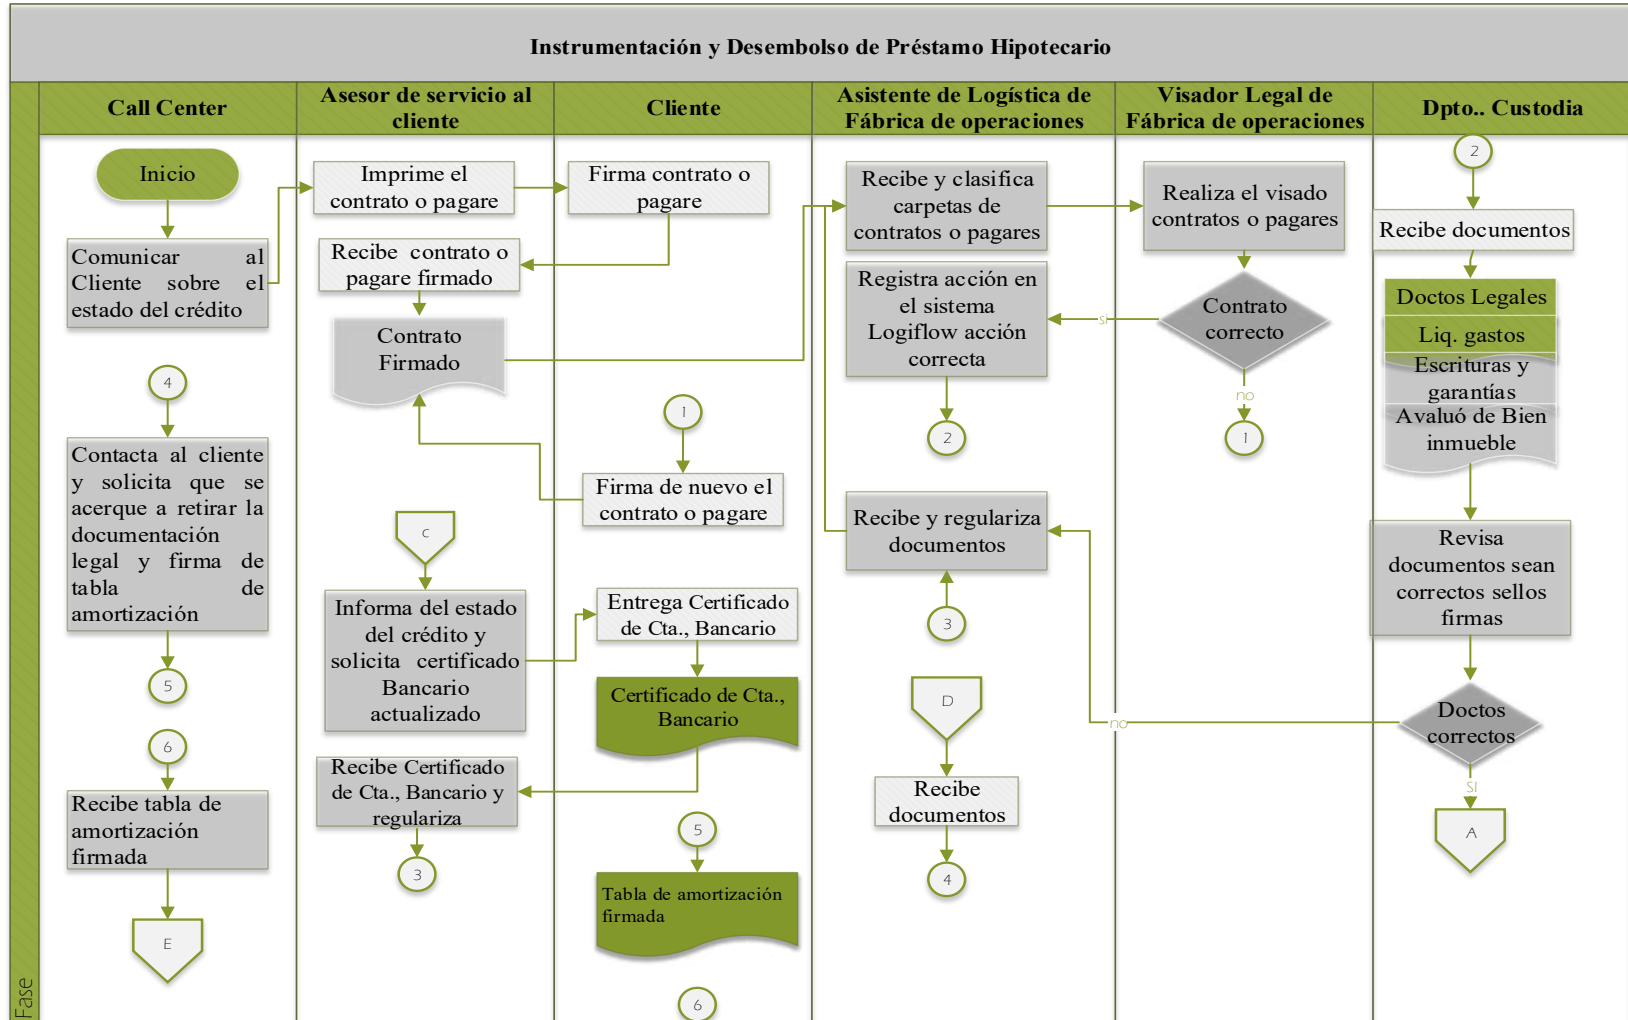 Instrumentación y Desembolso de Préstamo Hipotecario
Fase
Call Center
Asesor de servicio al
cliente
Cliente
Asistente de Logística de
Fábrica de operaciones
Visador Legal de
Fábrica de operaciones
Dpto.. Custodia
Inicio
Comunicar al
Cliente sobre el
estado del crédito
4
Contacta al cliente
y solicita que se
acerque a retirar la
documentación
legal y firma de
tabla de
amortización
5
6
Recibe tabla de
amortización
firmada
E
Imprime el
contrato o pagare
Recibe contrato o
pagare firmado
Contrato
Firmado
C
Informa del estado
del crédito y
solicita certificado
Bancario
actualizado
Recibe Certificado
de Cta., Bancario y
regulariza
3
Firma contrato o
pagare
1
Firma de nuevo el
contrato o pagare
Entrega Certificado
de Cta., Bancario
Certificado de Cta.,
Bancario
5
Tabla de amortización
firmada
6
Recibe y clasifica
carpetas de
contratos o pagares
Registra acción en
el sistema
Logiflow acción
correcta
2
Recibe y regulariza
documentos
3
D
Recibe
documentos
4
Realiza el visado
contratos o pagares
Contrato
correcto
si
no
1
2
Recibe documentos
Doctos Legales
Liq. gastos
Escrituras y
garantías
Avaluó de Bien
inmueble
Revisa
documentos sean
correctos sellos
firmas
Doctos
correctos
no
SI
A